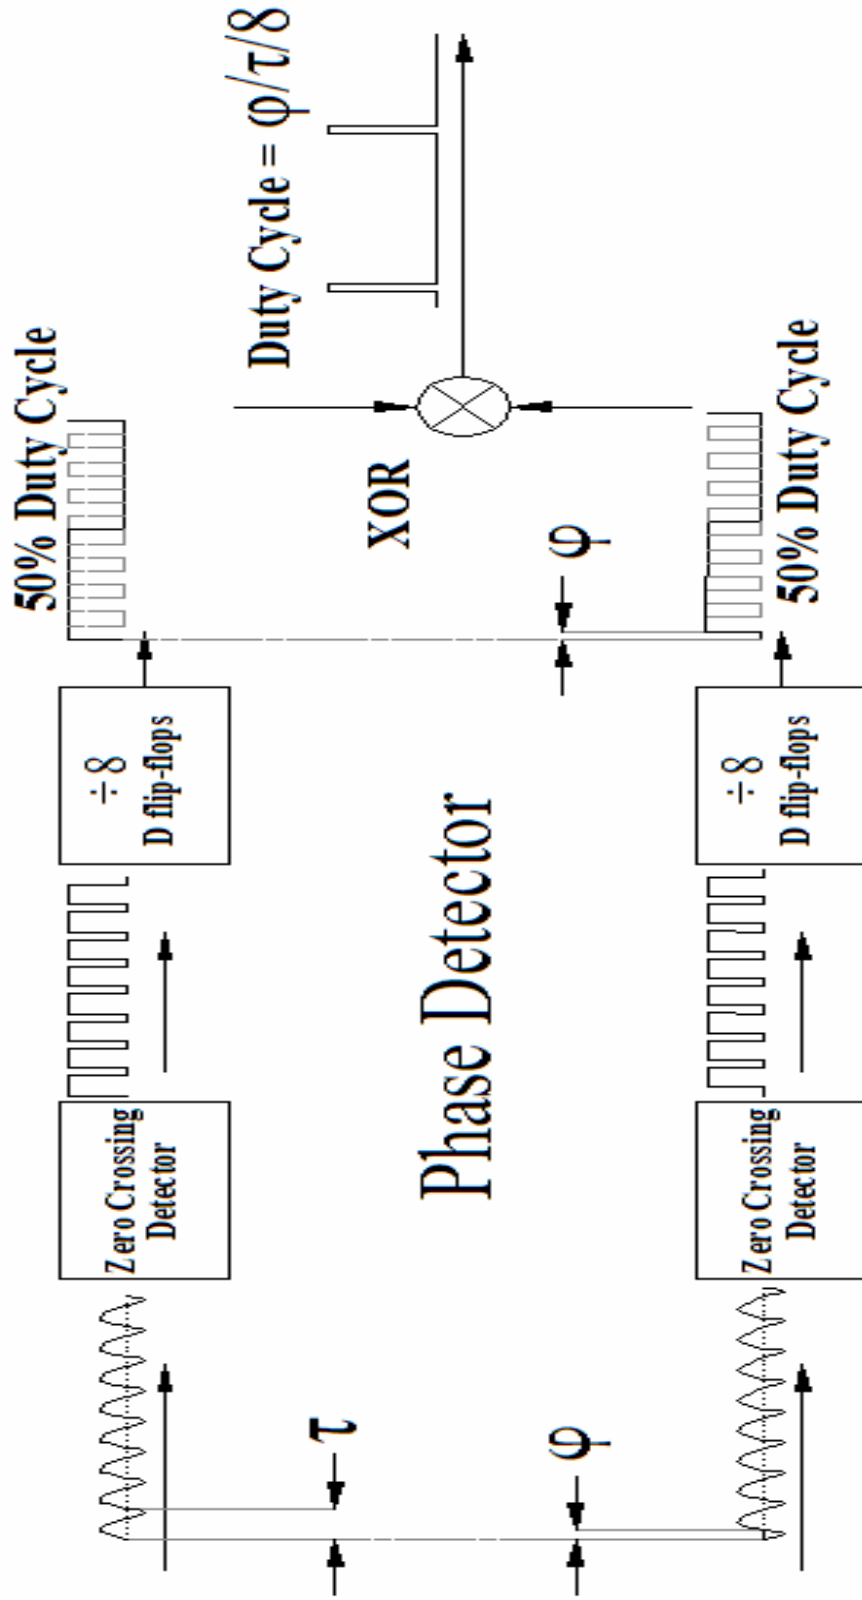 50% Duty Cycle
Duty Cycle = φ/τ/8
÷8
D flip-flops
Zero Crossing
Detector
XOR
τ
Phase Detector
φ
φ
50% Duty Cycle
÷8
D flip-flops
Zero Crossing
Detector